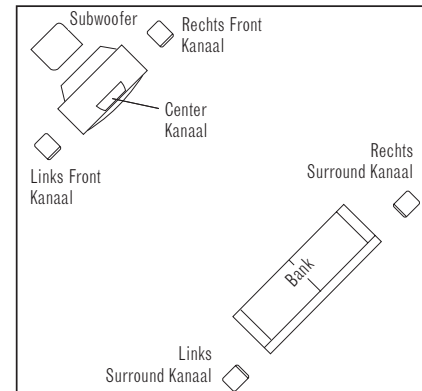 Subwoofer
Rechts Front
Kanaal
Center
Kanaal
Links Front
Kanaal
Rechts
Surround Kanaal
Bank
Links
Surround Kanaal